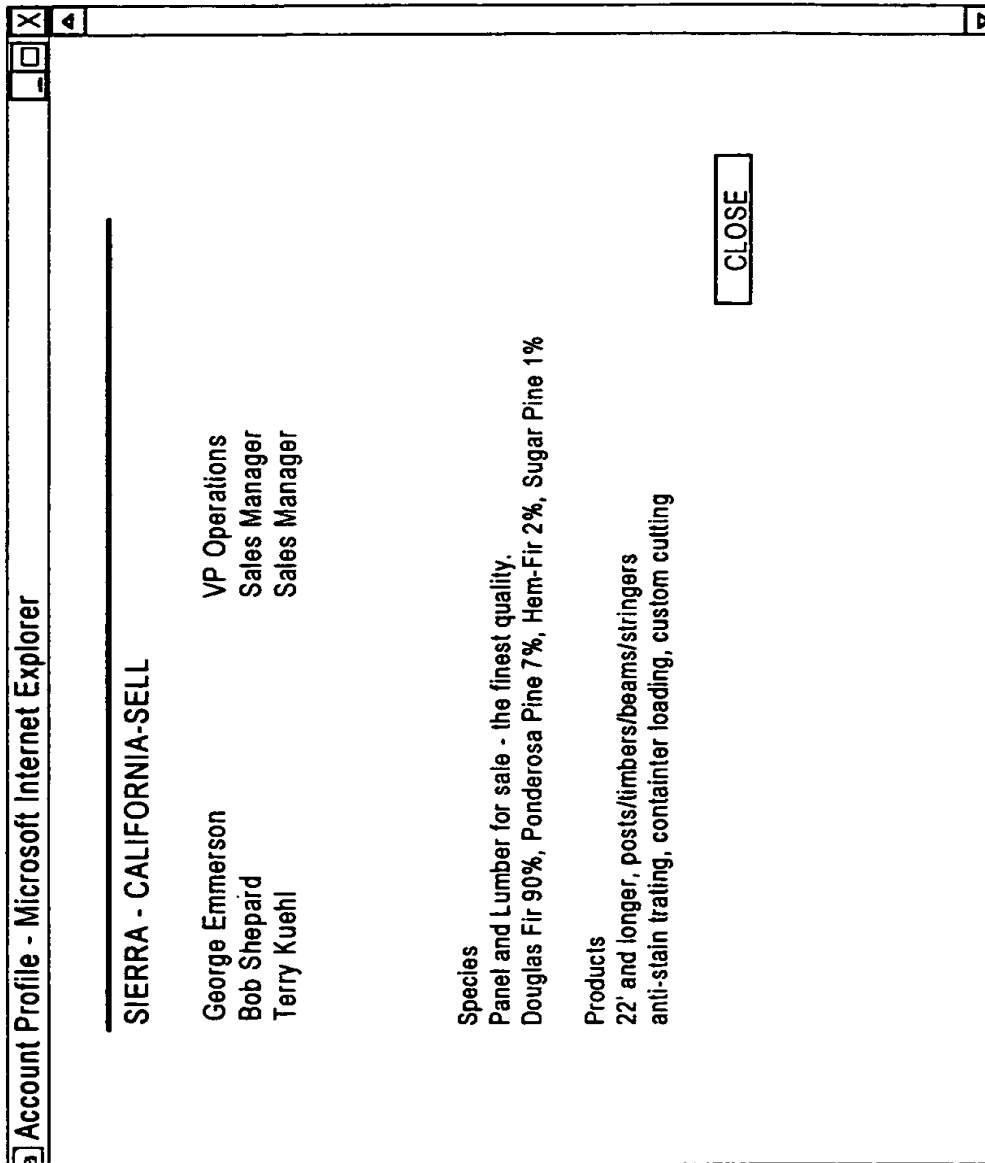 Account Profile - Microsoft Internet Explorer
SIERRA - CALIFORNIA-SELL
George Emmerson VP Operations
Bob Shepard Sales Manager
Terry Kuehl Sales Manager
Species
Panel and Lumber for sale - the finest quality.
Douglas Fir 90%, Ponderosa Pine 7%, Hem-Fir 2%, Sugar Pine 1%
Products
22' and longer, posts/timbers/beams/stringers
anti-stain trating, containter loading, custom cutting
CLOSE